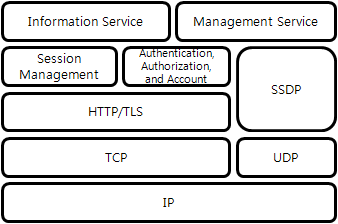 Information Service
Management Service
Session
Management
Authentication,
Authorization,
and Account
SSDP
HTTP/TLS
TCP
UDP
IP